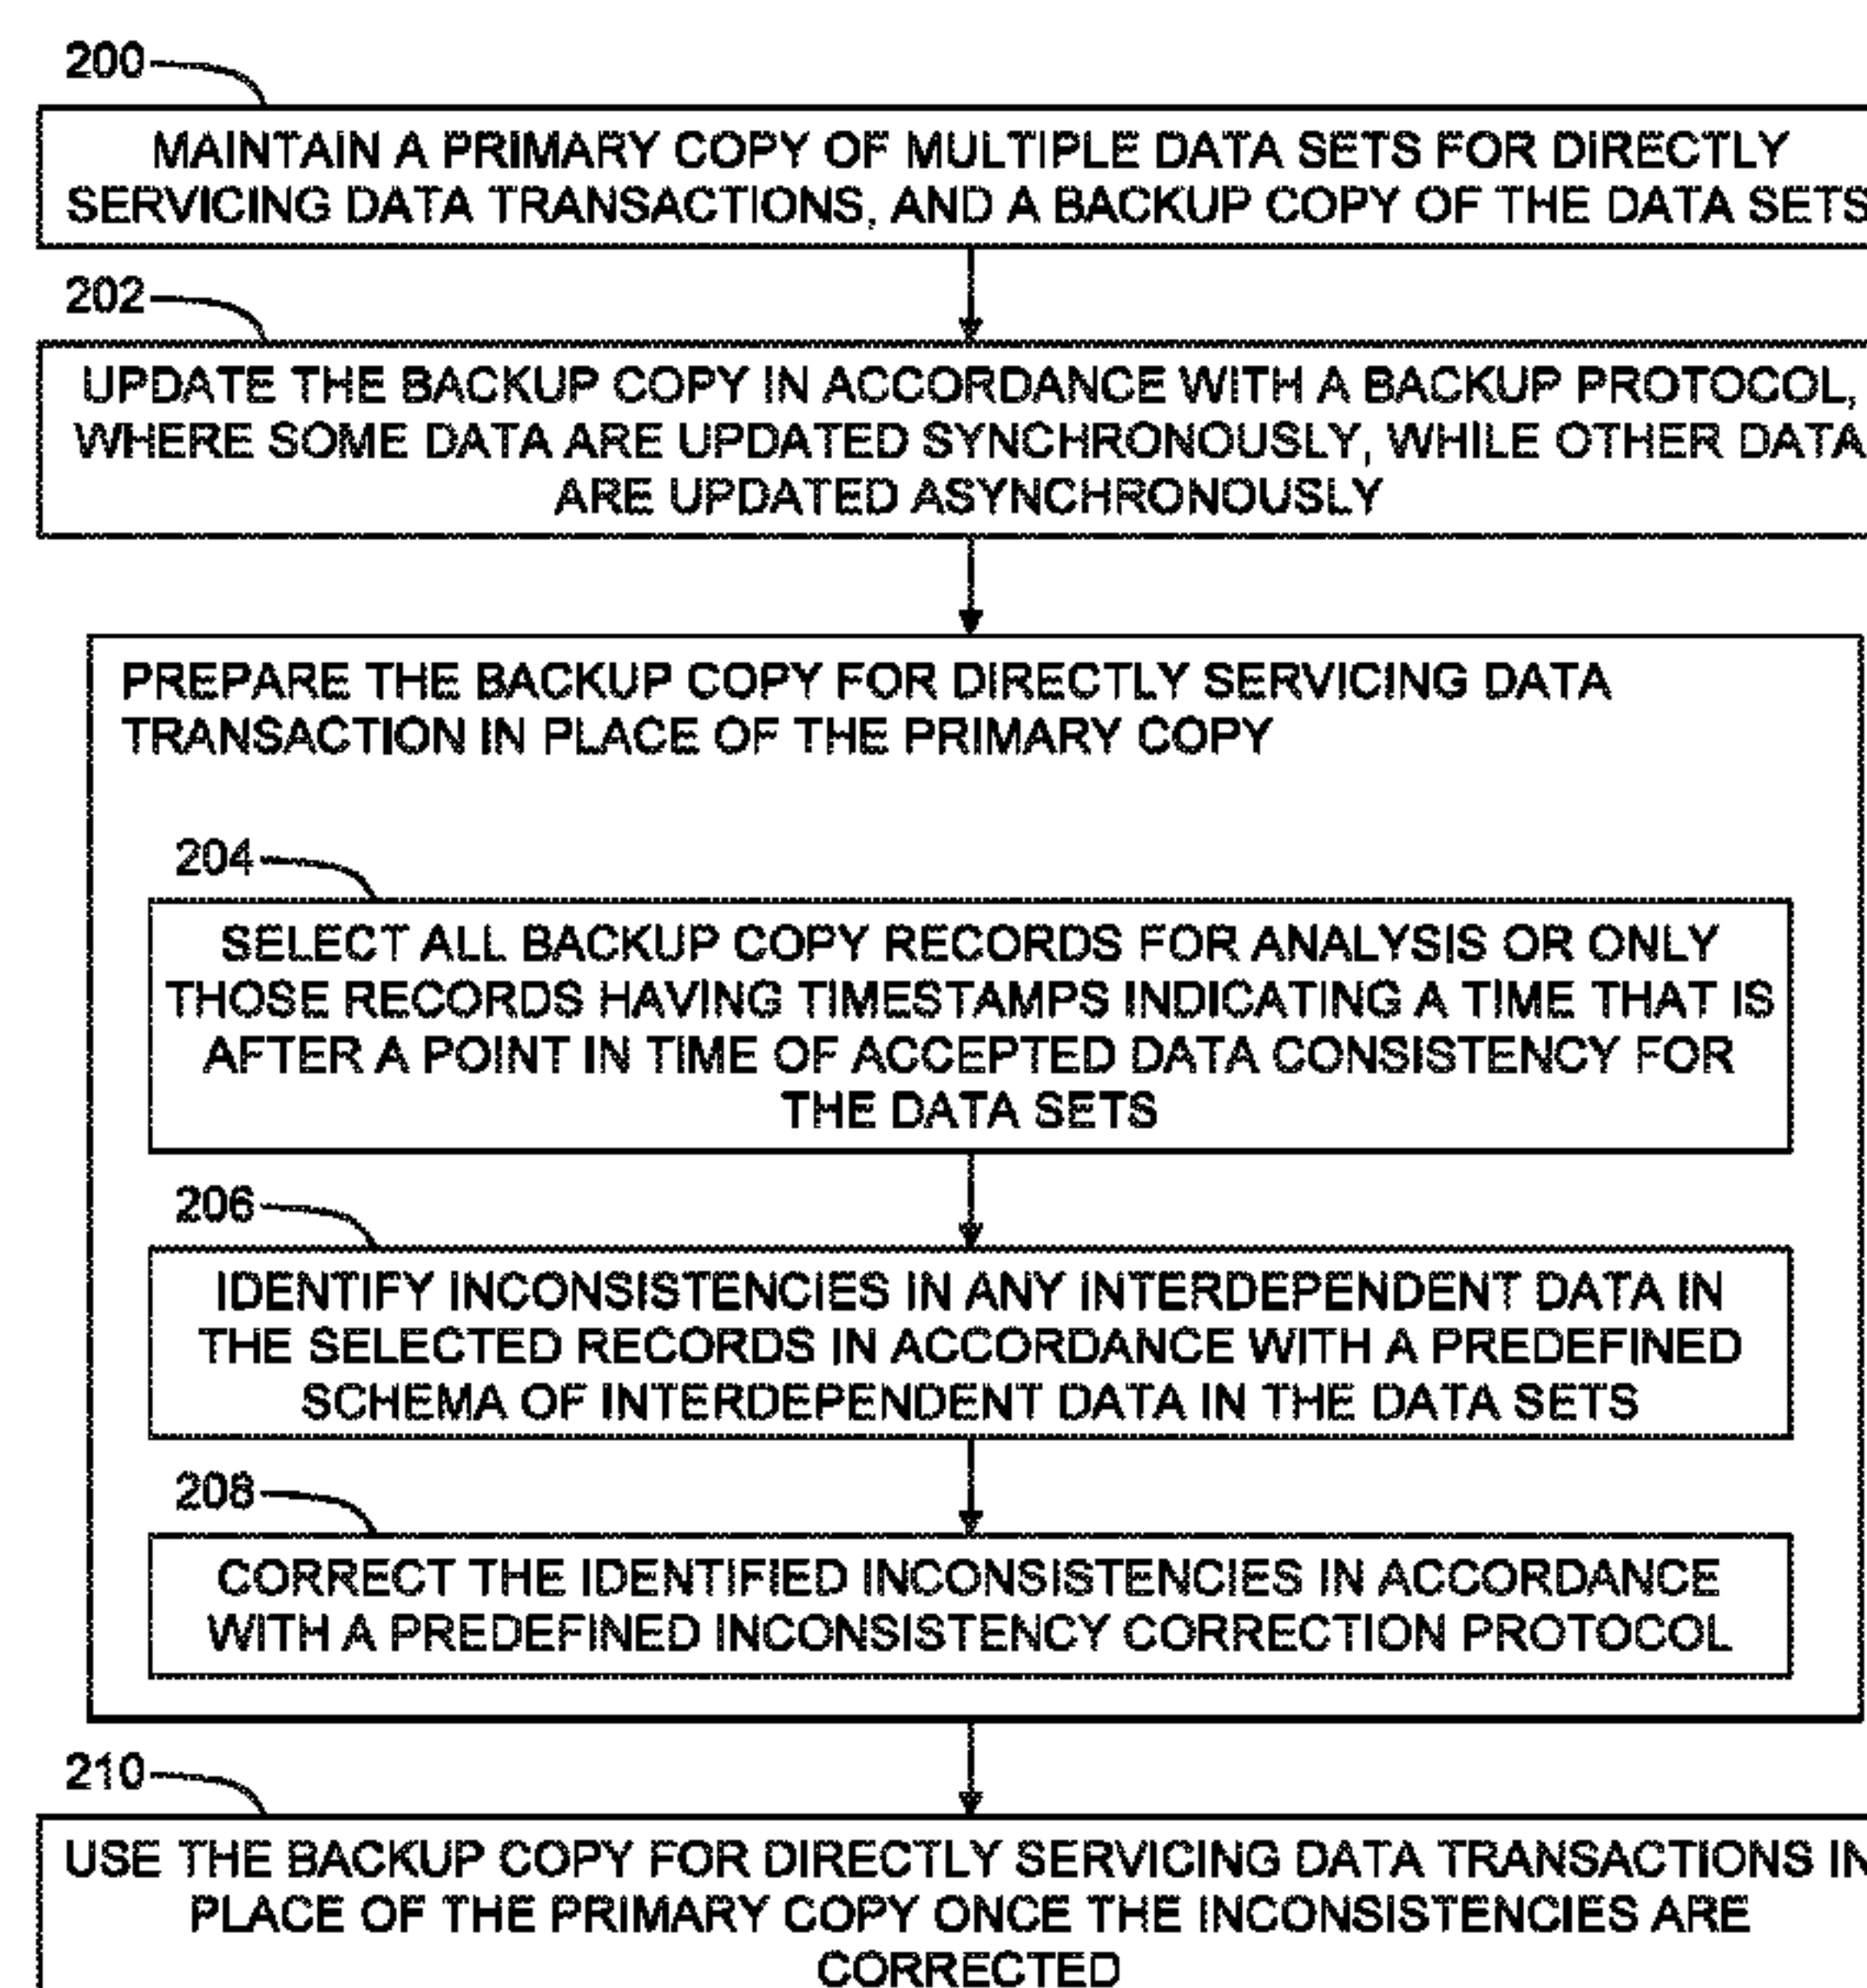 200
MAINTAIN A PRIMARY COPY OF MULTIPLE DATA SETS FOR DIRECTLY
SERVICING DATA TRANSACTIONS, AND A BACKUP COPY OF THE DATA SETS
202
UPDATE THE BACKUP COPY IN ACCORDANCE WITH A BACKUP PROTOCOL,
WHERE SOME DATA ARE UPDATED SYNCHRONOUSLY, WHILE OTHER DATA
ARE UPDATED ASYNCHRONOUSLY
PREPARE THE BACKUP COPY FOR DIRECTLY SERVICING DATA
TRANSACTION IN PLACE OF THE PRIMARY COPY
204
SELECT ALL BACKUP COPY RECORDS FOR ANALYSIS OR ONLY
THOSE RECORDS HAVING TIMESTAMPS INDICATING A TIME THAT IS
AFTER A POINT IN TIME OF ACCEPTED DATA CONSISTENCY FOR
THE DATA SETS
206
IDENTIFY INCONSISTENCIES IN ANY INTERDEPENDENT DATA IN
THE SELECTED RECORDS IN ACCORDANCE WITH A PREDEFINED
SCHEMA OF INTERDEPENDENT DATA IN THE DATA SETS
208
CORRECT THE IDENTIFIED INCONSISTENCIES IN ACCORDANCE
WITH A PREDEFINED INCONSISTENCY CORRECTION PROTOCOL
210
USE THE BACKUP COPY FOR DIRECTLY SERVICING DATA TRANSACTIONS IN
PLACE OF THE PRIMARY COPY ONCE THE INCONSISTENCIES ARE
CORRECTED